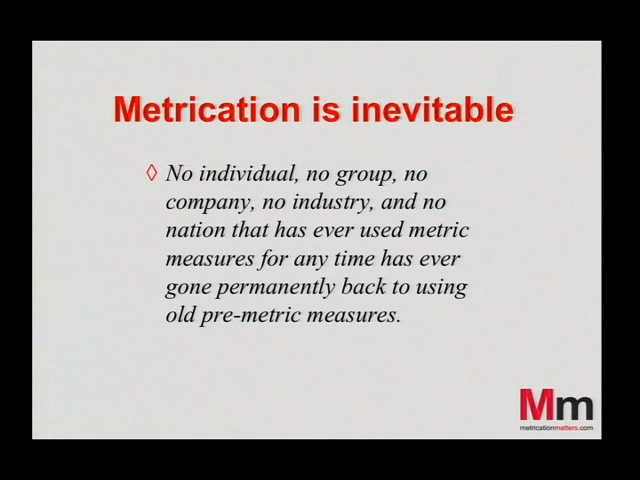 Metrication is inevitable
◊ No individual, no group, no
company, no industry, and no
nation that has ever used metric
measures for any time has ever
gone permanently back to using
old pre-metric measures.
Mm
metricationmatters.com